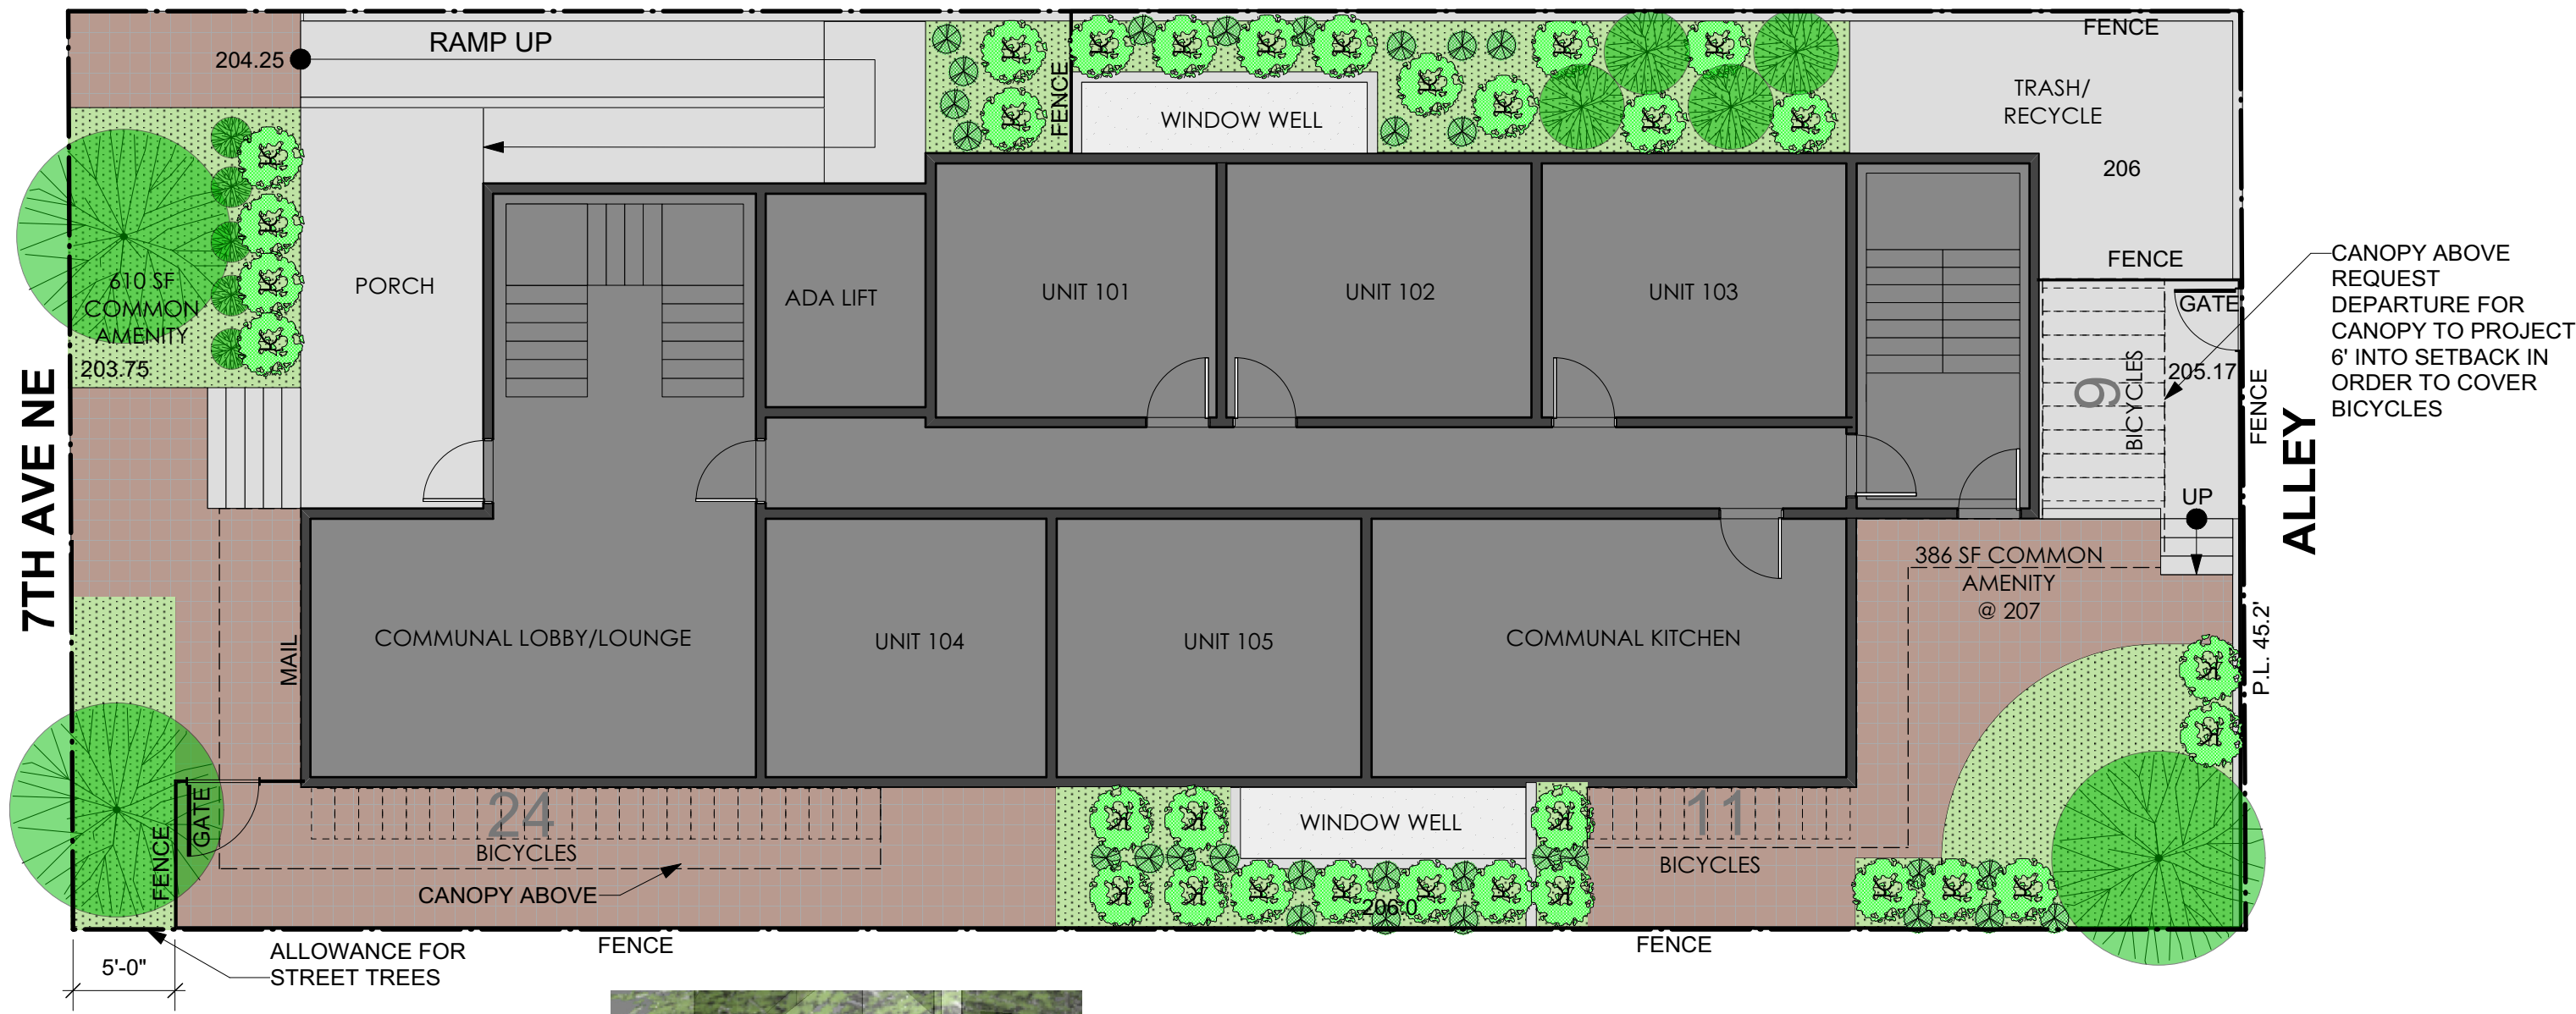 RAMP UP
204.25
FENCE
FENCE
WINDOW WELL
TRASH/
RECYCLE
206
FENCE
GATE
CANOPY ABOVE
REQUEST
DEPARTURE FOR
CANOPY TO PROJECT
6' INTO SETBACK IN
ORDER TO COVER
BICYCLES
610 SF
COMMON
AMENITY
203.75
PORCH
ADA LIFT
UNIT 101
UNIT 102
UNIT 103
9
BICYCLES
205.17
FENCE
UP
7TH AVE NE
ALLEY
386 SF COMMON
AMENITY
@ 207
P.L. 45.2'
MAIL
COMMUNAL LOBBY/LOUNGE
UNIT 104
UNIT 105
COMMUNAL KITCHEN
GATE
FENCE
24
BICYCLES
CANOPY ABOVE
WINDOW WELL
11
BICYCLES
206.0
FENCE
FENCE
ALLOWANCE FOR
STREET TREES
5'-0"